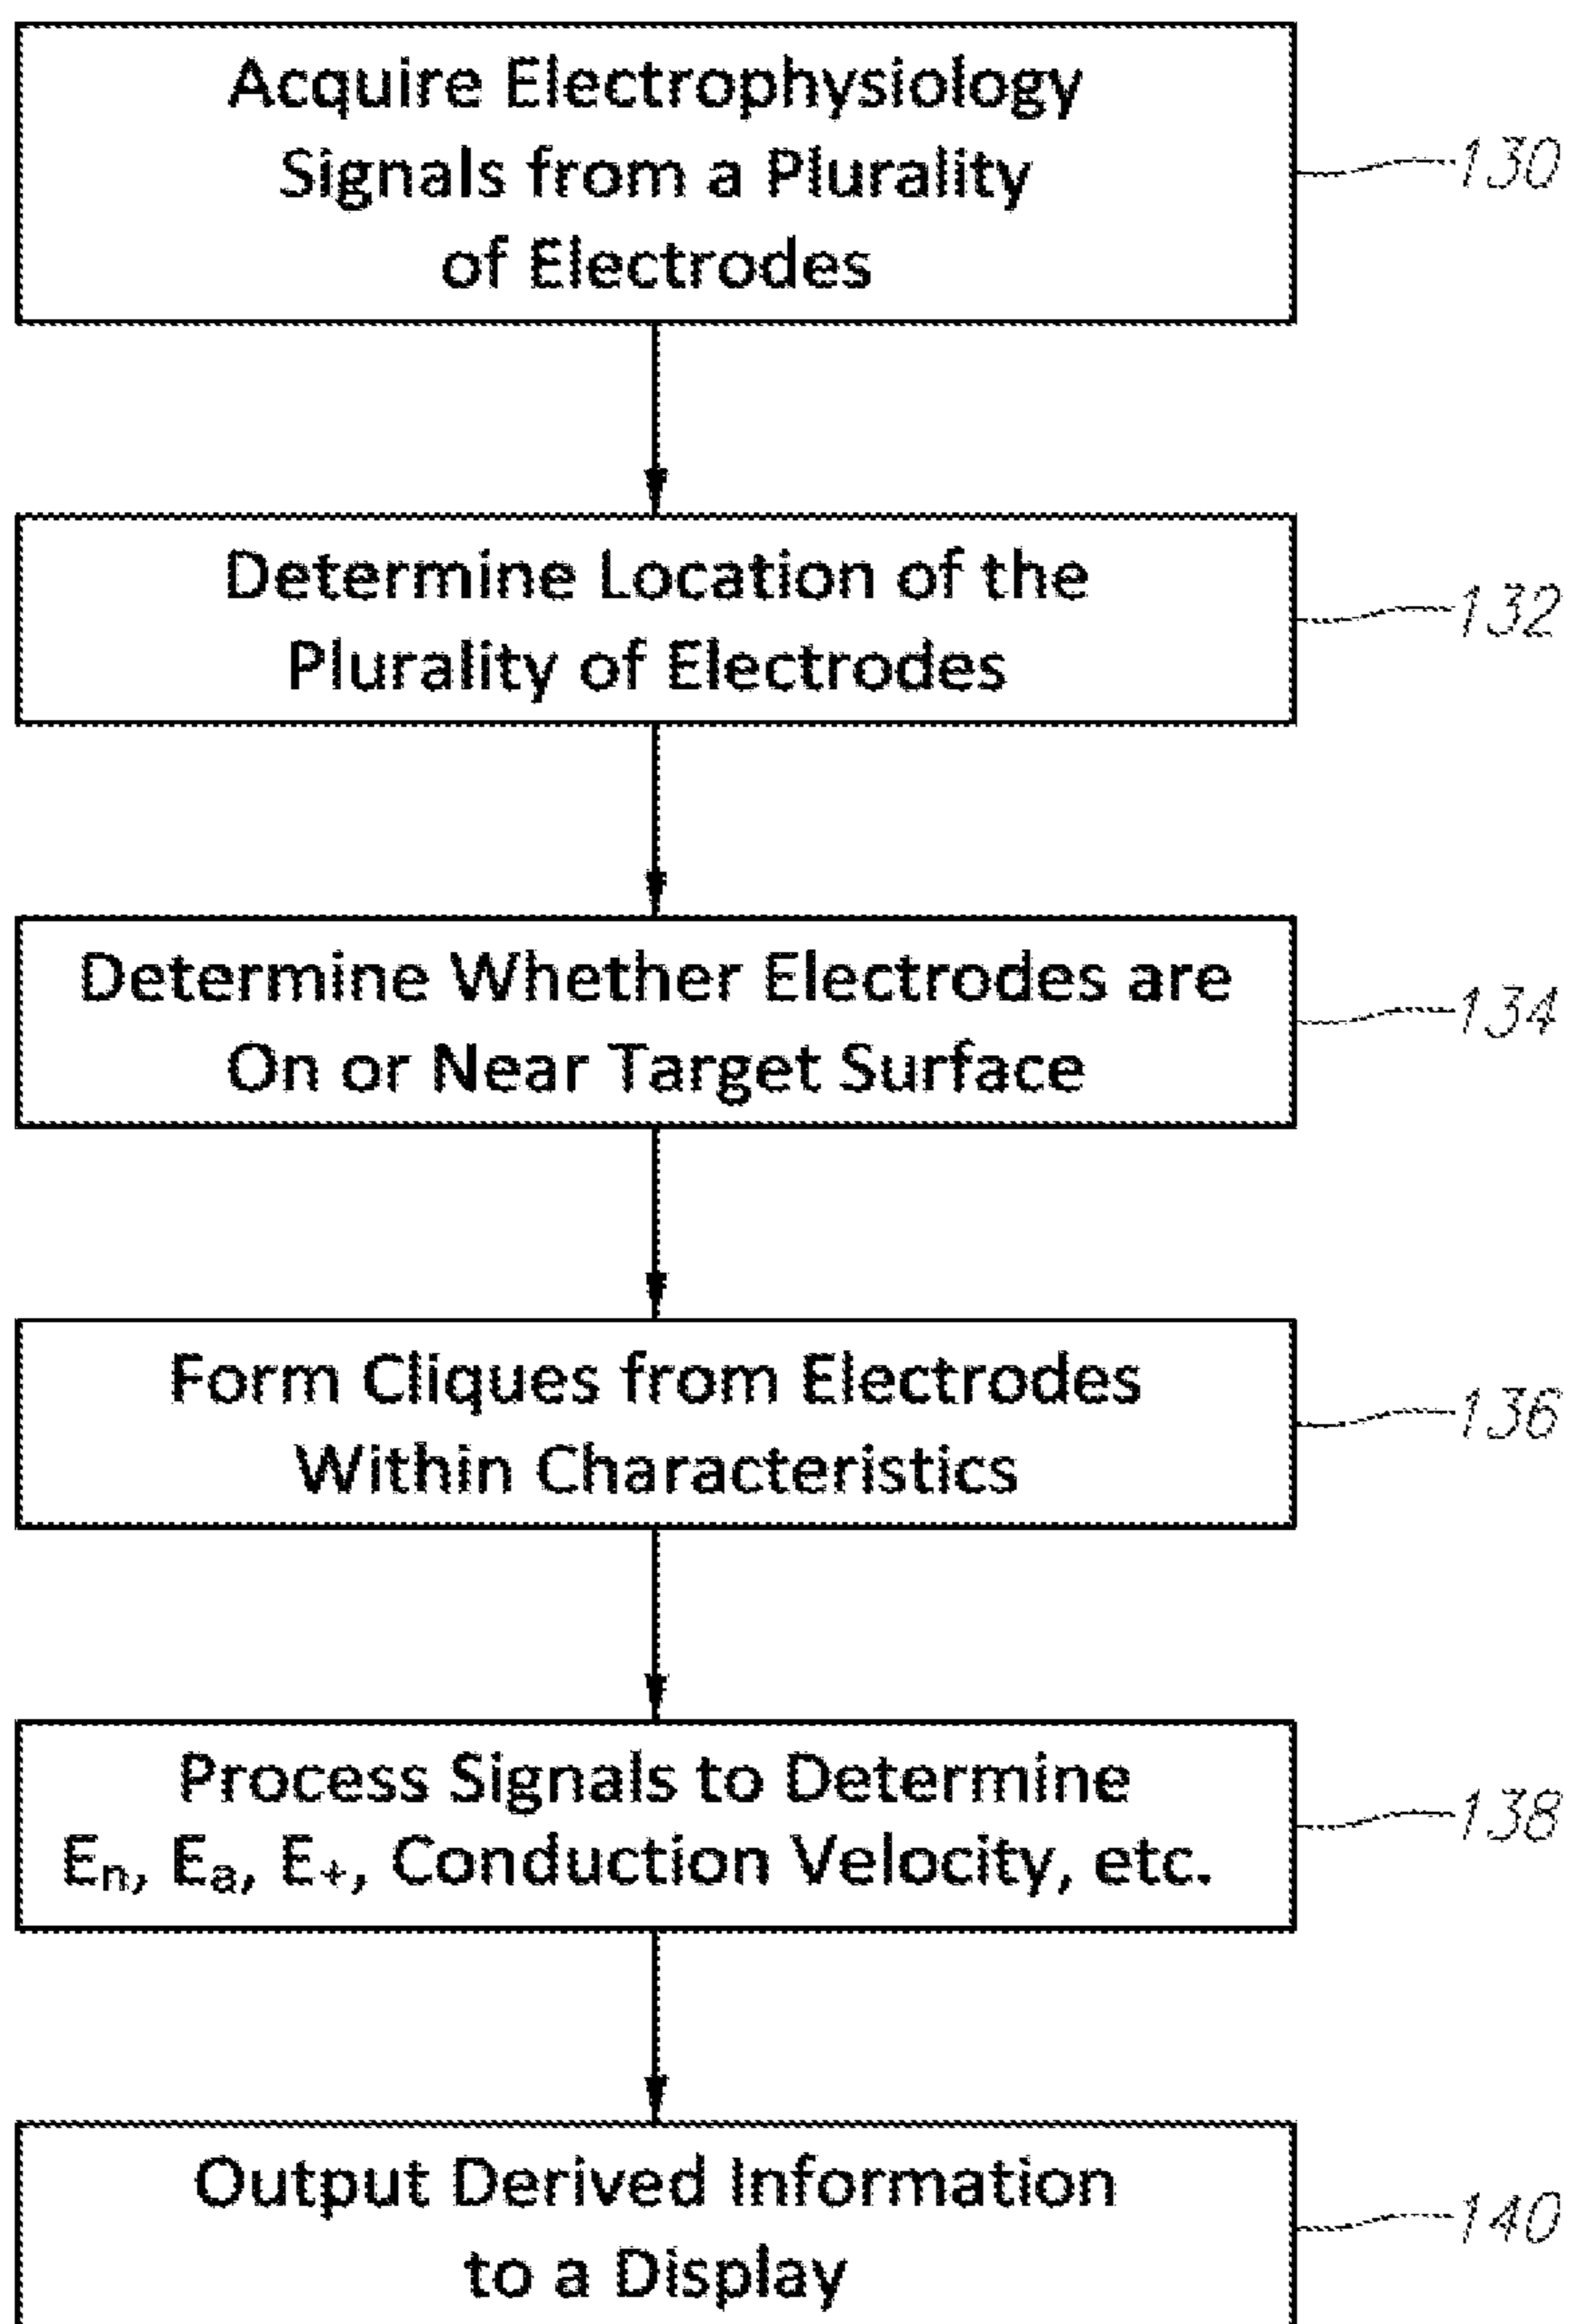 Acquire Electrophysiology
Signals from a Plurality
of Electrodes
130
Determine Location of the
Plurality of Electrodes
132
Determine Whether Electrodes are
On or Near Target Surface
134
Form Cliques from Electrodes
Within Characteristics
136
Process Signals to Determine
Eₙ, Eₐ, E₊, Conduction Velocity, etc.
138
Output Derived Information
to a Display
140